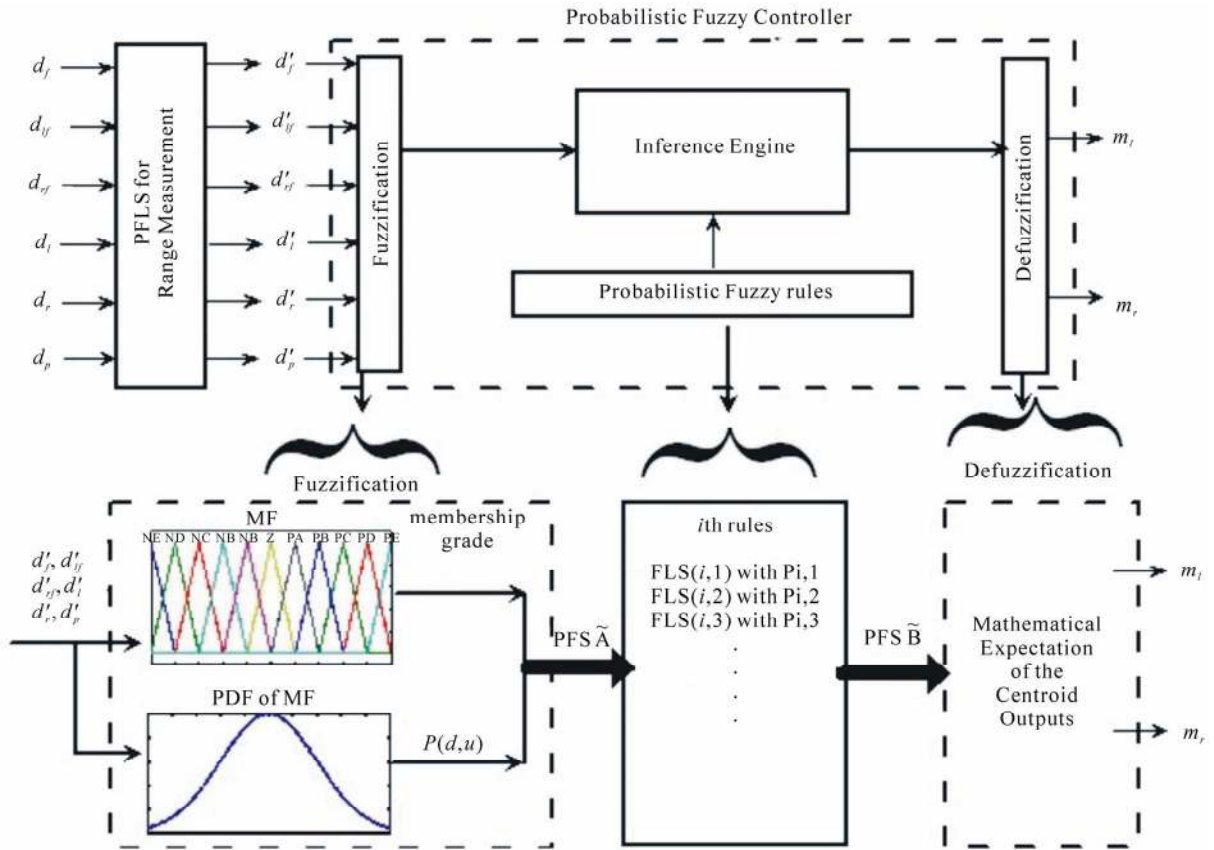 Probabilistic Fuzzy Controller
d_f
d_lf
d_rf
d_l
d_r
d_p
PFLS for
Range Measurement
d'_f
d'_lf
d'_rf
d'_l
d'_r
d'_p
Fuzzification
Inference Engine
Probabilistic Fuzzy rules
Defuzzification
m_l
m_r
Fuzzification
MF
NE ND NC NB NB Z PA PB PC PD PE
membership
grade
d'_f, d'_lf
d'_rf, d'_l
d'_r, d'_p
PDF of MF
P(d,u)
PFS Ã
ith rules
FLS(i,1) with Pi,1
FLS(i,2) with Pi,2
FLS(i,3) with Pi,3
.
.
.
.
PFS B̃
Defuzzification
Mathematical
Expectation
of the
Centroid
Outputs
m_l
m_r